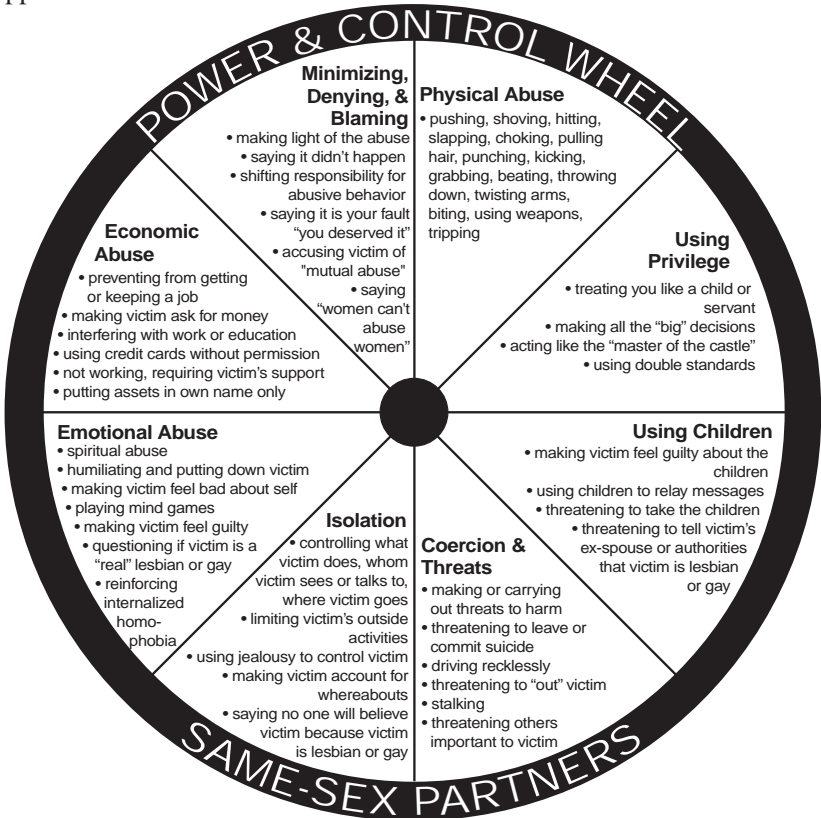 POWER & CONTROL WHEEL
Minimizing,
Denying, &
Blaming
• making light of the abuse
• saying it didn't happen
• shifting responsibility for
abusive behavior
• saying it is your fault
“you deserved it”
• accusing victim of
"mutual abuse"
• saying
“women can't
abuse
women”
Physical Abuse
• pushing, shoving, hitting,
slapping, choking, pulling
hair, punching, kicking,
grabbing, beating, throwing
down, twisting arms,
biting, using weapons,
tripping
Using
Privilege
• treating you like a child or
servant
• making all the “big” decisions
• acting like the “master of the castle”
• using double standards
Economic
Abuse
• preventing from getting
or keeping a job
• making victim ask for money
• interfering with work or education
• using credit cards without permission
• not working, requiring victim's support
• putting assets in own name only
Emotional Abuse
• spiritual abuse
• humiliating and putting down victim
• making victim feel bad about self
• playing mind games
• making victim feel guilty
• questioning if victim is a
“real” lesbian or gay
• reinforcing
internalized
homo-
phobia
Isolation
• controlling what
victim does, whom
victim sees or talks to,
where victim goes
• limiting victim's outside
activities
• using jealousy to control victim
• making victim account for
whereabouts
• saying no one will believe
victim because victim
is lesbian or gay
Coercion &
Threats
• making or carrying
out threats to harm
• threatening to leave or
commit suicide
• driving recklessly
• threatening to “out” victim
• stalking
• threatening others
important to victim
Using Children
• making victim feel guilty about the
children
• using children to relay messages
• threatening to take the children
• threatening to tell victim's
ex-spouse or authorities
that victim is lesbian
or gay
SAME-SEX PARTNERS